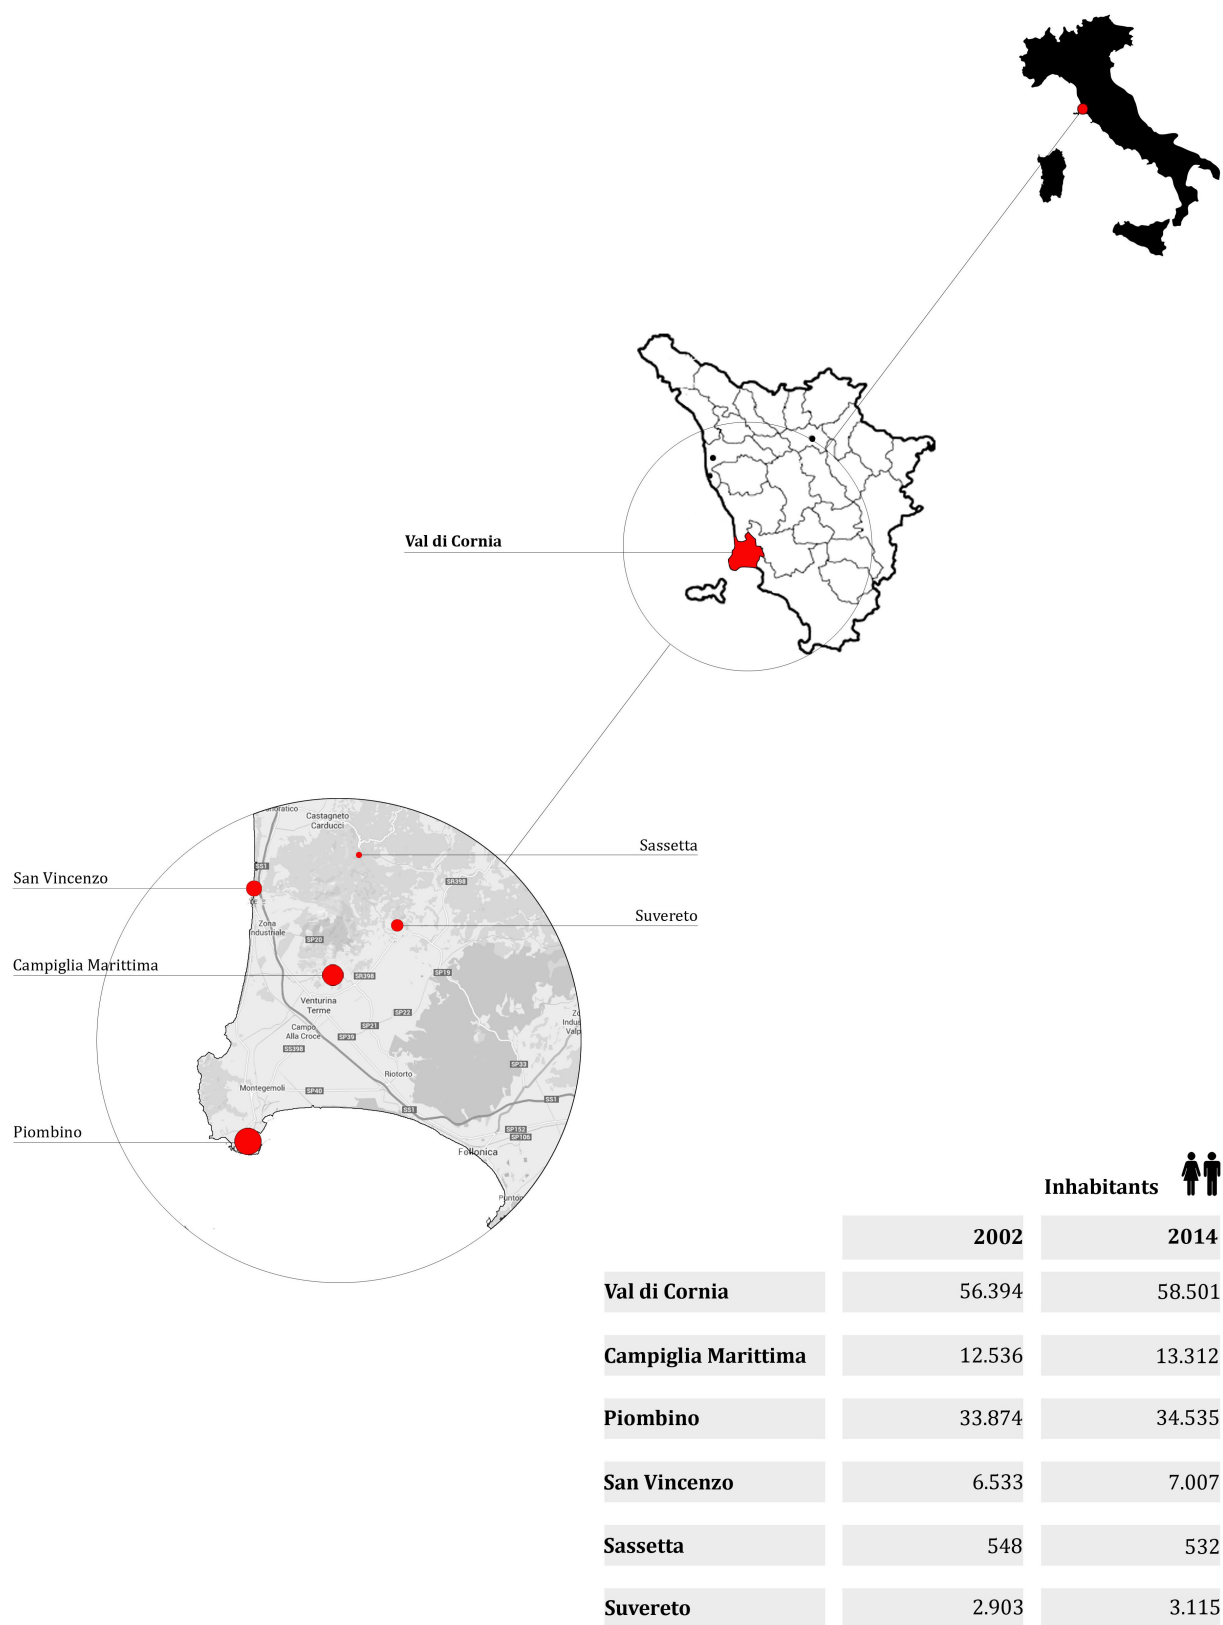 Val di Cornia
Castagneto
Carducci
Sassetta
SS1
SR398
San Vincenzo
Suvereto
Zona
Industriale
SP20
Campiglia Marittima
SR398
SP19
Venturina
Terme
SP22
SP21
Campo
Alla Croce
SP39
SS398
SP33
Riotorto
Montegemoli
SP40
SS1
SS1
SP152
SP106
Piombino
Follonica
Inhabitants
2002 2014
Val di Cornia 56.394 58.501
Campiglia Marittima 12.536 13.312
Piombino 33.874 34.535
San Vincenzo 6.533 7.007
Sassetta 548 532
Suvereto 2.903 3.115